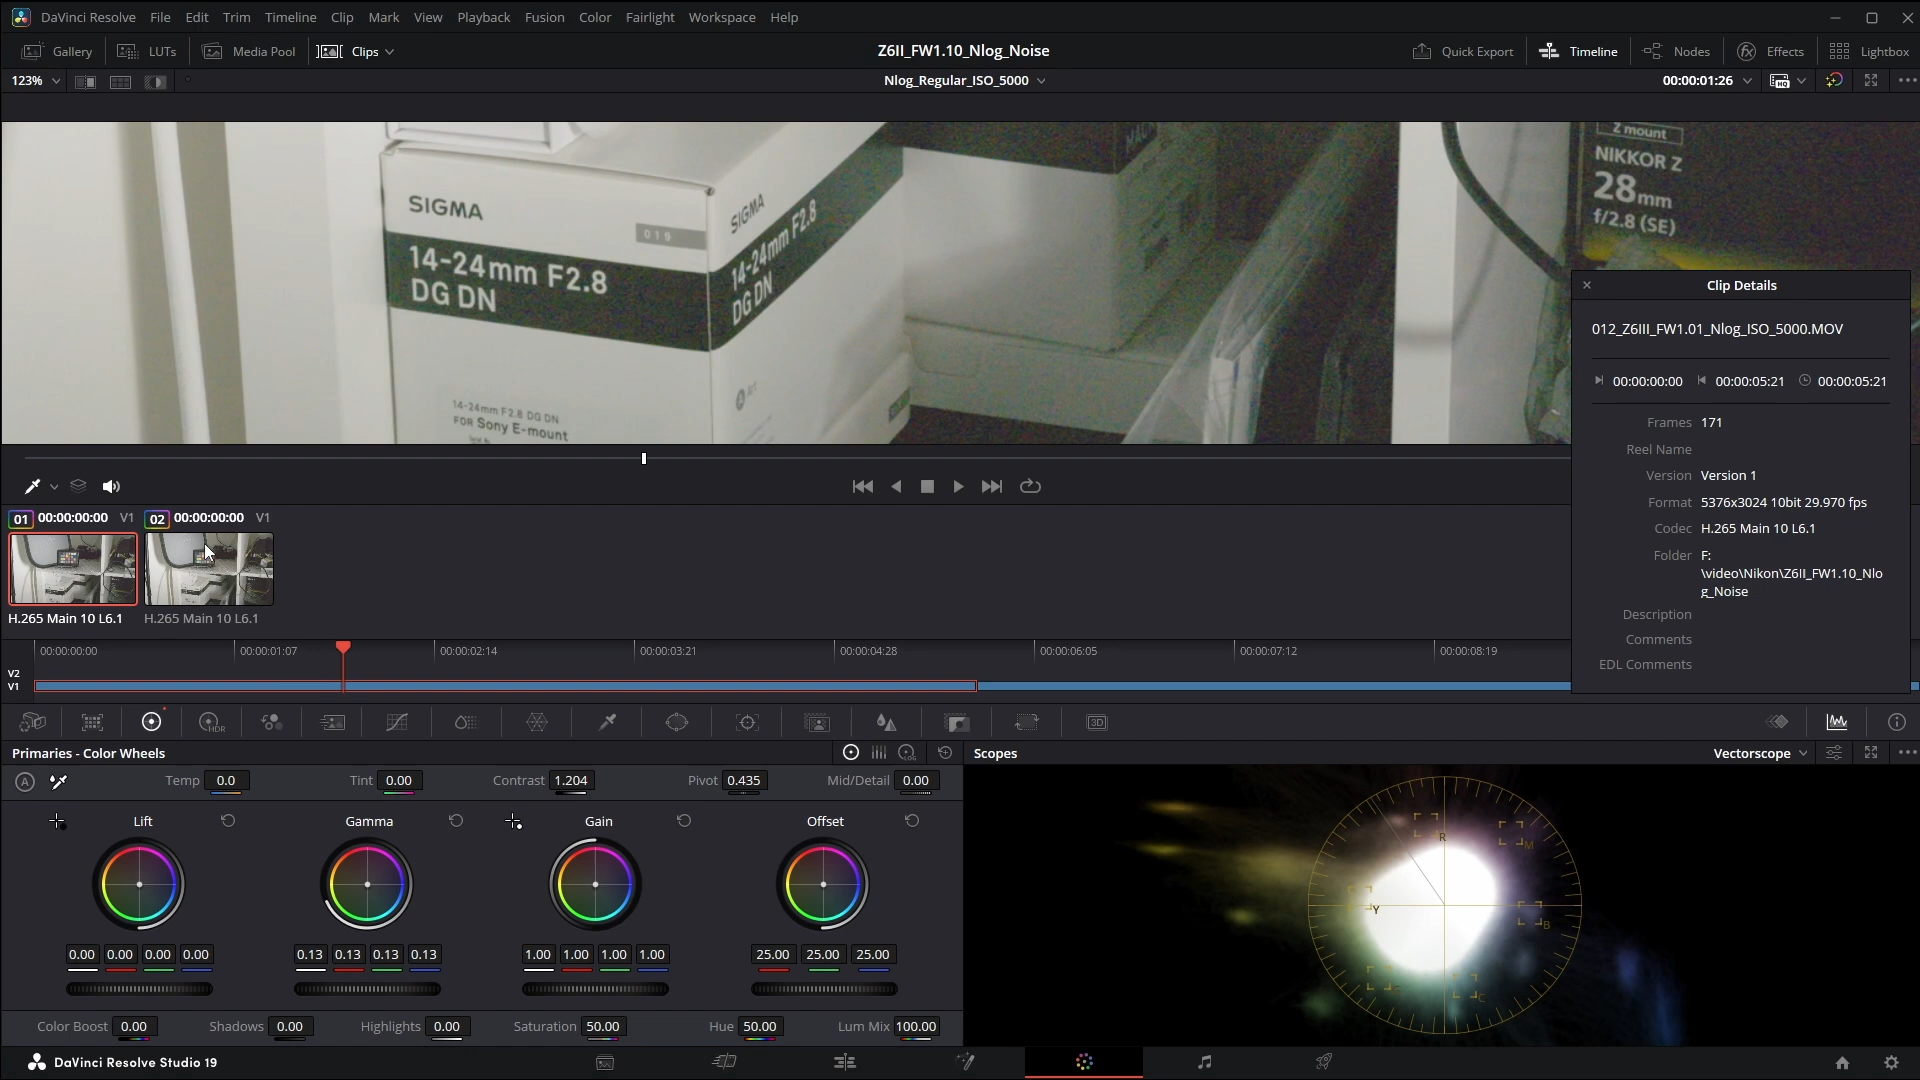 DaVinci Resolve File Edit Trim Timeline Clip Mark View Playback Fusion Color Fairlight Workspace Help
Gallery LUTs Media Pool Clips Z6II_FW1.10_Nlog_Noise Quick Export Timeline Nodes Effects Lightbox
123% Nlog_Regular_ISO_5000 00:00:01:26
Z mount
NIKKOR Z
28mm
f/2.8 (SE)
SIGMA
019
14-24mm F2.8
DG DN
SIGMA
14-24mm F2.8
DG DN
Art
14-24mm F2.8 DG DN
FOR Sony E-mount
Clip Details
012_Z6III_FW1.01_Nlog_ISO_5000.MOV
00:00:00:00 00:00:05:21 00:00:05:21
Frames 171
Reel Name
Version Version 1
Format 5376x3024 10bit 29.970 fps
Codec H.265 Main 10 L6.1
Folder F:
\video\Nikon\Z6II_FW1.10_Nlo
g_Noise
Description
Comments
EDL Comments
01 00:00:00:00 V1 02 00:00:00:00 V1
H.265 Main 10 L6.1 H.265 Main 10 L6.1
00:00:00:00 00:00:01:07 00:00:02:14 00:00:03:21 00:00:04:28 00:00:06:05 00:00:07:12 00:00:08:19
V2
V1
HDR 3D
Primaries - Color Wheels LOG Scopes Vectorscope
A Temp 0.0 Tint 0.00 Contrast 1.204 Pivot 0.435 Mid/Detail 0.00
Lift Gamma Gain Offset
R
M
Y
B
C
0.00 0.00 0.00 0.00 0.13 0.13 0.13 0.13 1.00 1.00 1.00 1.00 25.00 25.00 25.00
Color Boost 0.00 Shadows 0.00 Highlights 0.00 Saturation 50.00 Hue 50.00 Lum Mix 100.00
DaVinci Resolve Studio 19